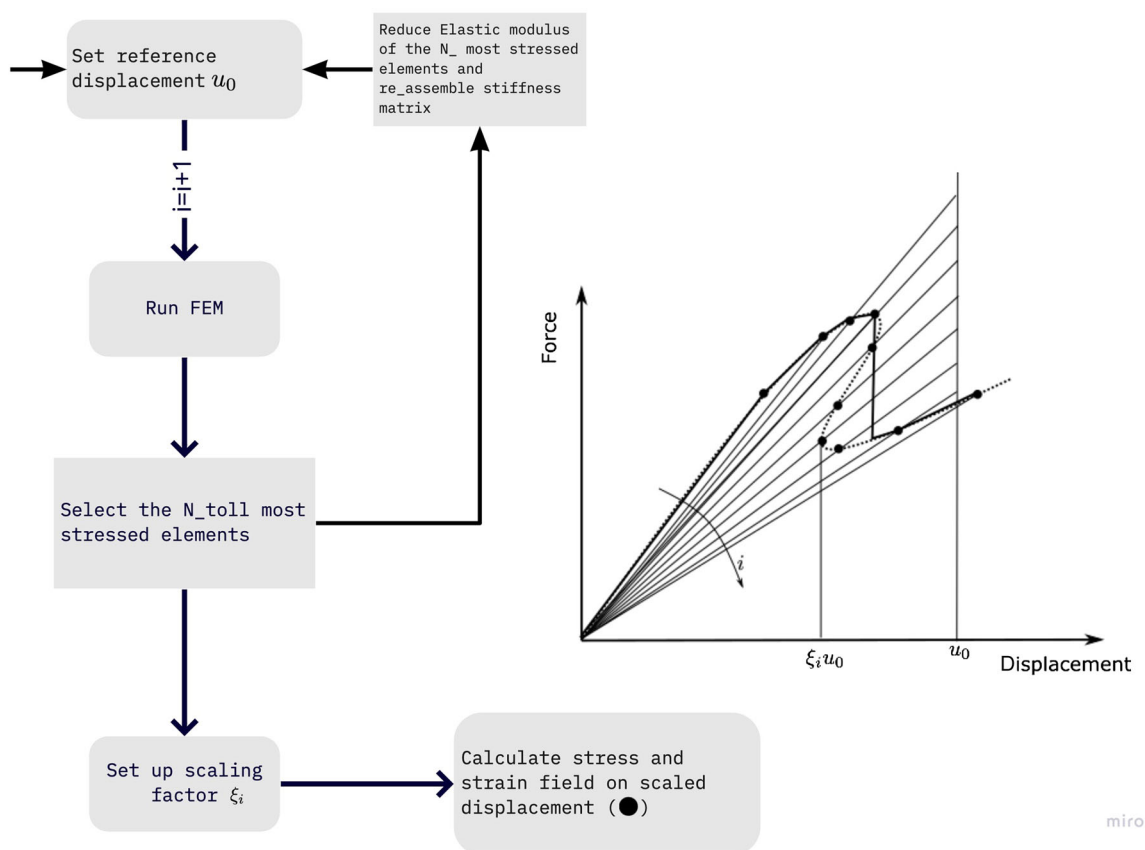 Set reference
displacement u₀
Reduce Elastic modulus
of the N_ most stressed
elements and
re_assemble stiffness
matrix
i=i+1
Run FEM
Select the N_toll most
stressed elements
Set up scaling
factor ξᵢ
Calculate stress and
strain field on scaled
displacement (●)
Force
i
ξᵢu₀
u₀
Displacement
miro